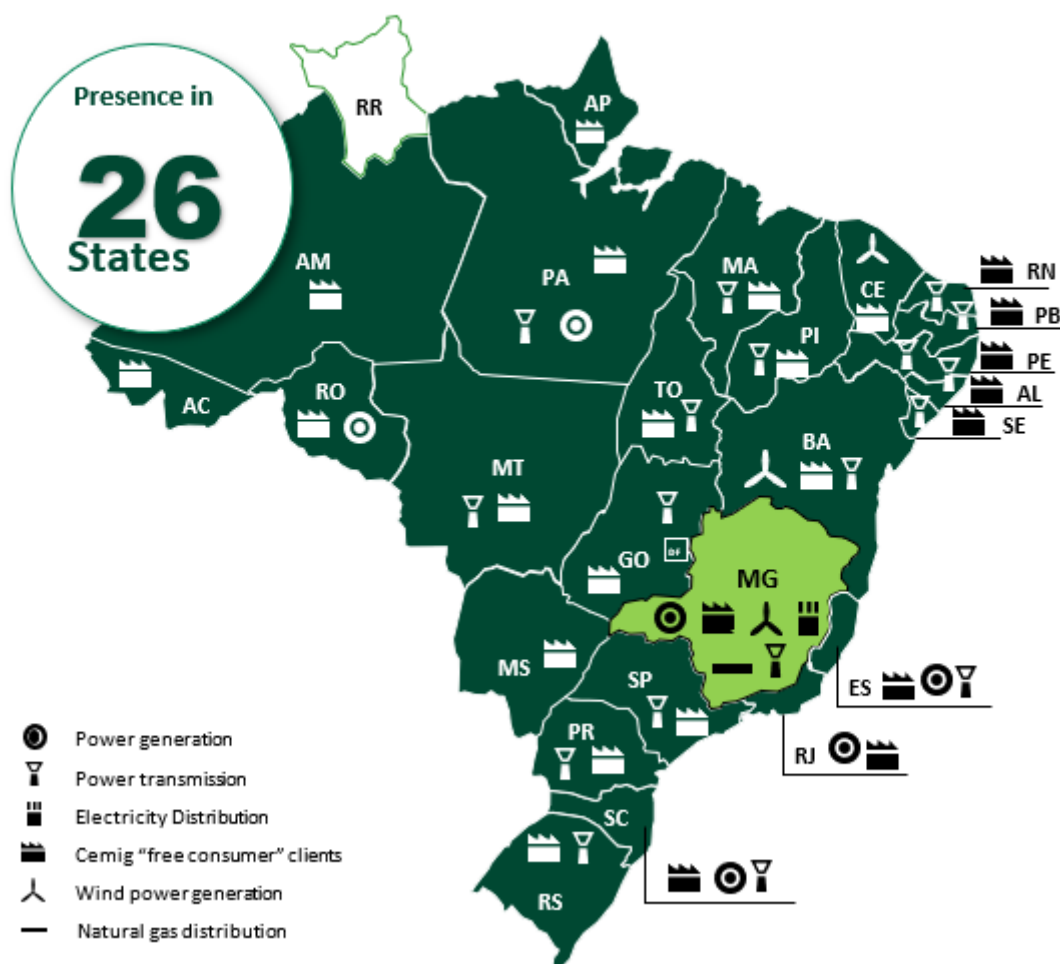 Presence in
26
States
RR
AP
AM
PA
MA
CE
RN
PB
PI
PE
AL
SE
AC
RO
TO
BA
MT
GO
DF
MG
MS
SP
ES
PR
RJ
SC
RS
Power generation
Power transmission
Electricity Distribution
Cemig “free consumer” clients
Wind power generation
Natural gas distribution